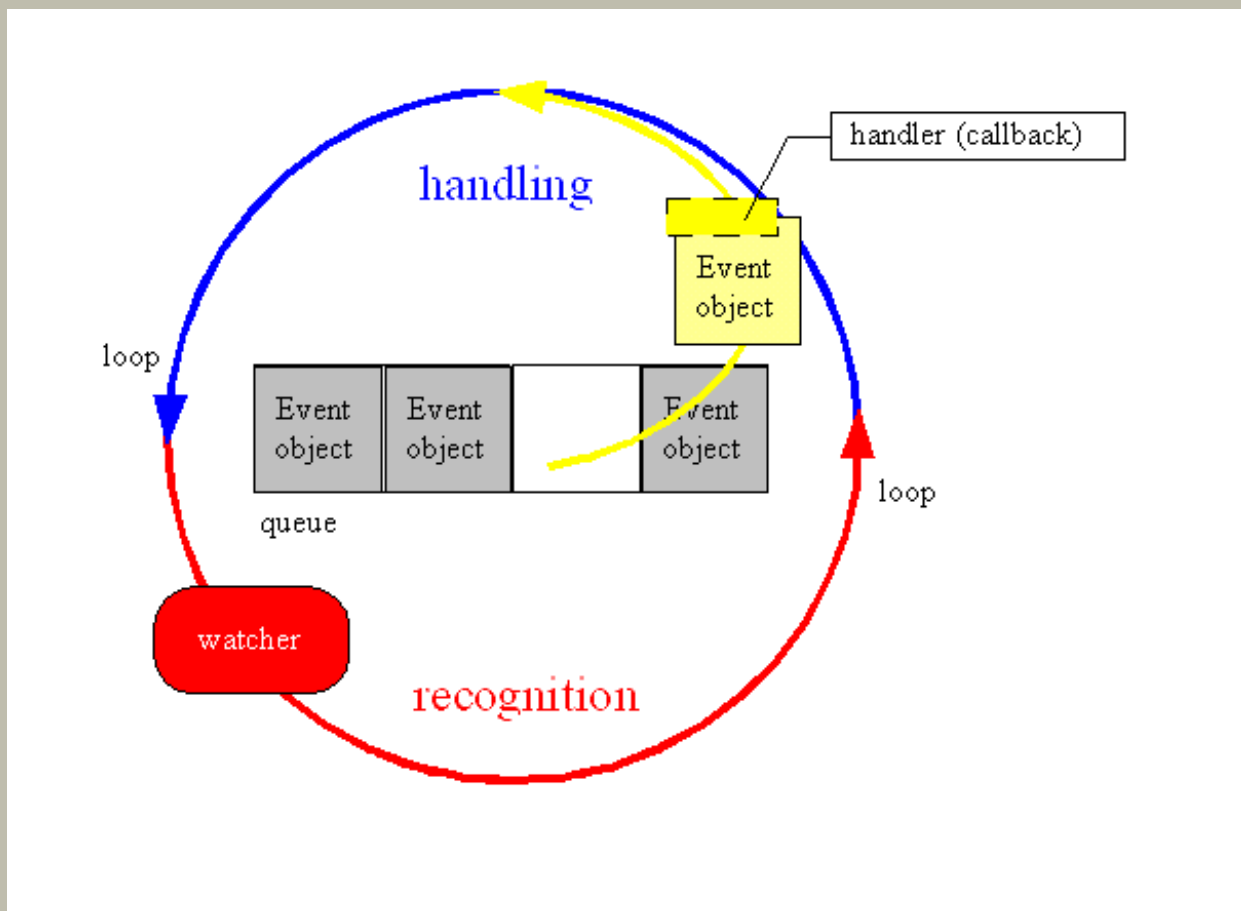 handler (callback)
handling
Event
object
loop
Event
object
Event
object
Event
object
queue
loop
watcher
recognition